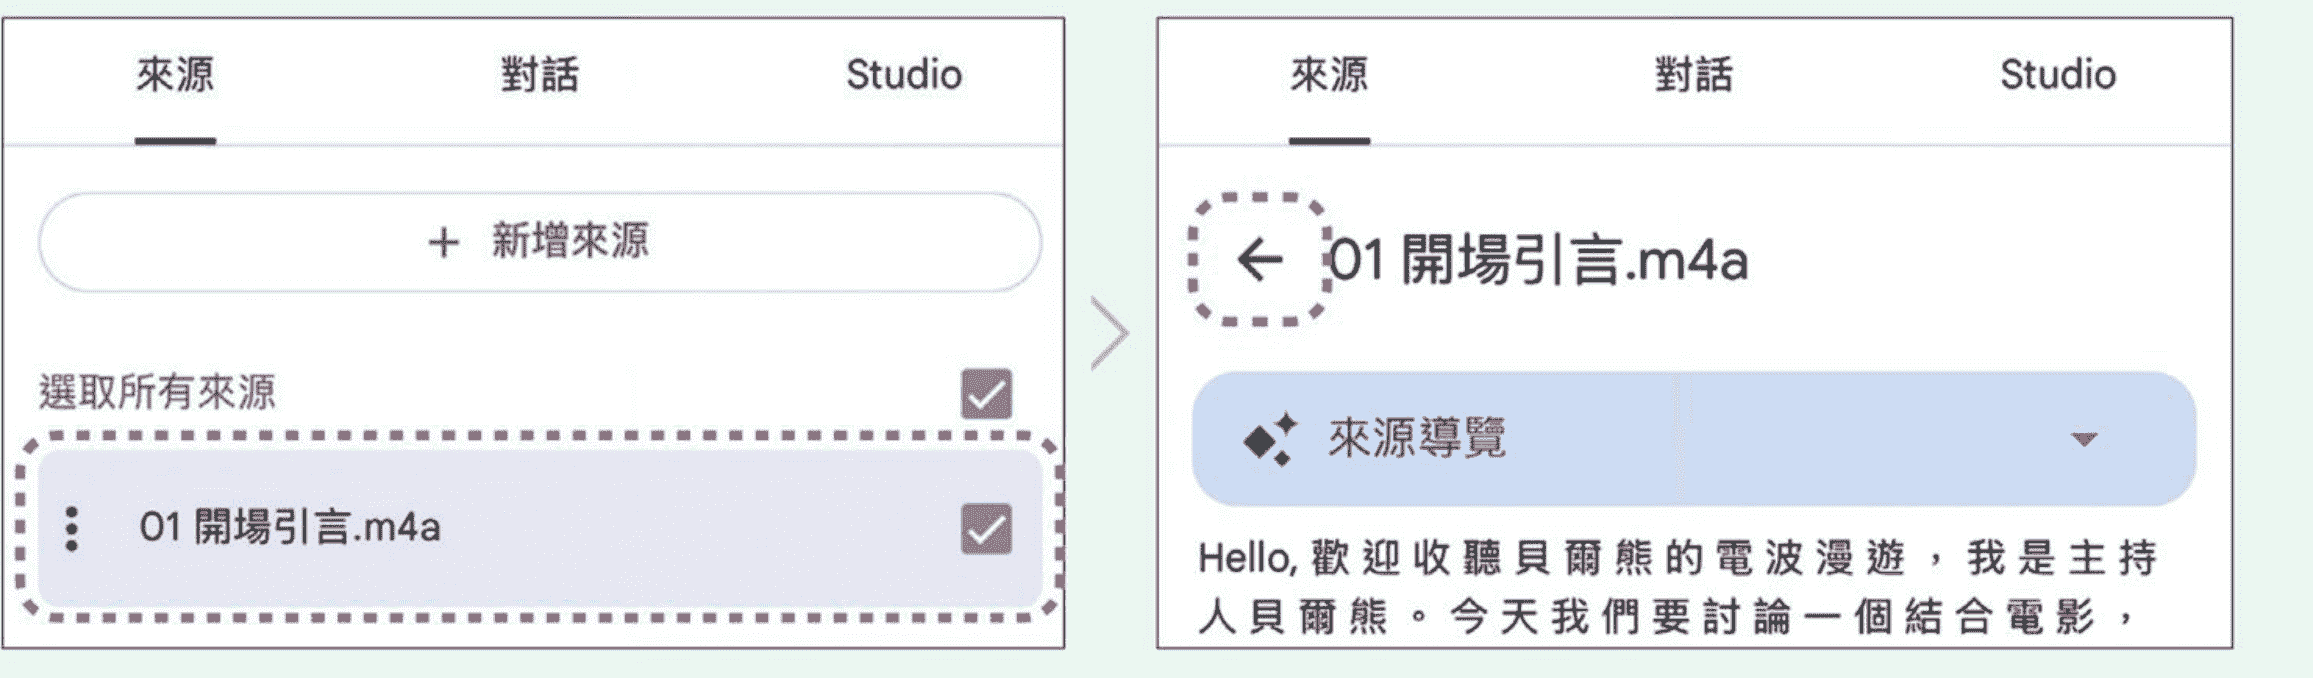 來源 對話 Studio
+ 新增來源
選取所有來源
01 開場引言.m4a
來源 對話 Studio
01 開場引言.m4a
來源導覽
Hello, 歡迎收聽貝爾熊的電波漫遊，我是主持
人貝爾熊。今天我們要討論一個結合電影，